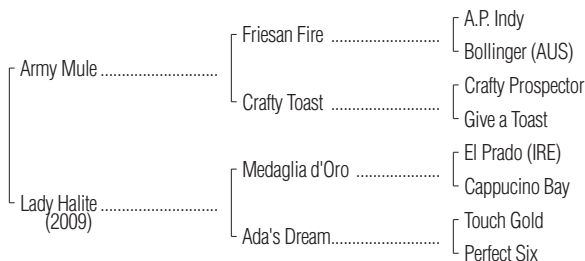 A.P. Indy
Friesan Fire ..........................
Bollinger (AUS)
Army Mule ............................
Crafty Prospector
Crafty Toast ..........................
Give a Toast
El Prado (IRE)
Medaglia d'Oro ....................
Cappucino Bay
Lady Halite ............................
(2009)
Touch Gold
Ada's Dream..........................
Perfect Six